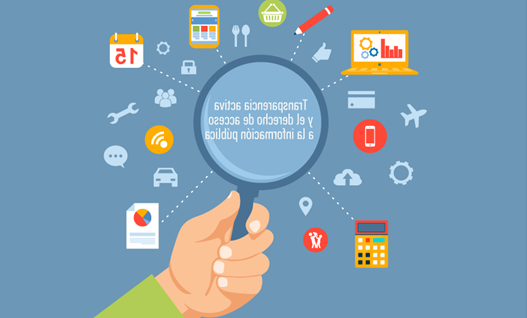 15
Transparencia activa
y el derecho de acceso
a la información pública